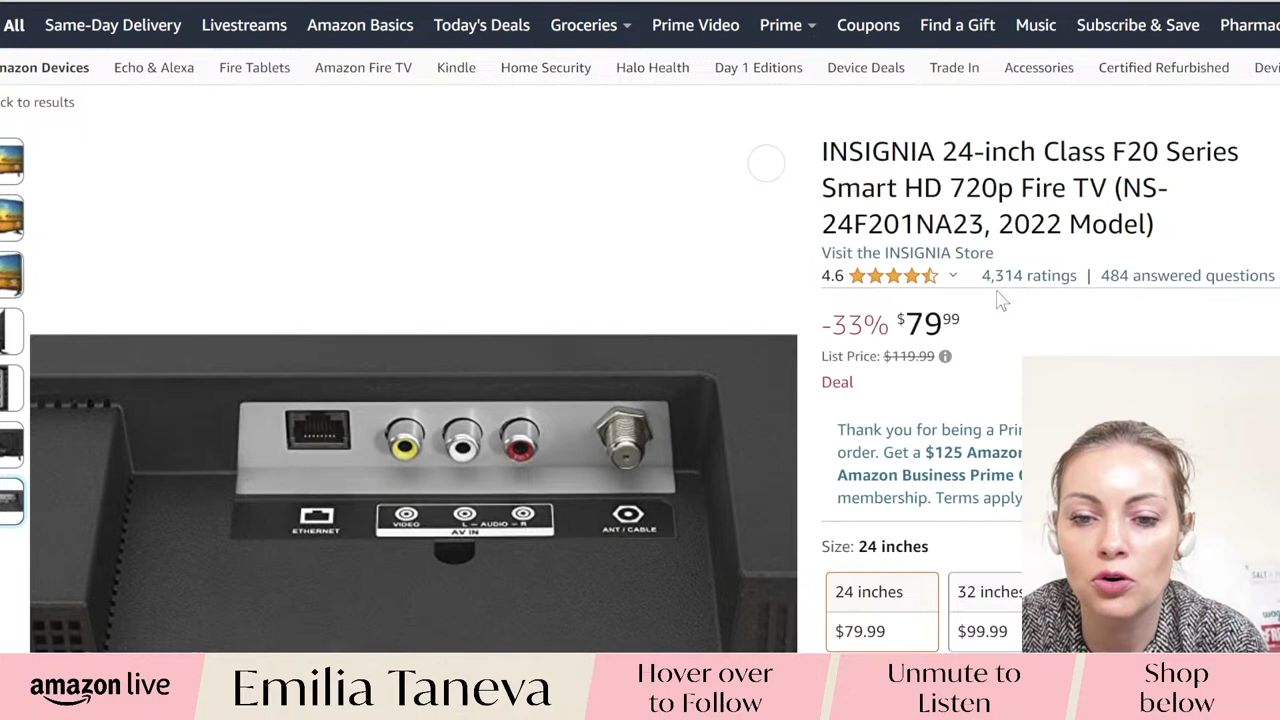 All Same-Day Delivery Livestreams Amazon Basics Today's Deals Groceries Prime Video Prime Coupons Find a Gift Music Subscribe & Save Pharmac
mazon Devices Echo & Alexa Fire Tablets Amazon Fire TV Kindle Home Security Halo Health Day 1 Editions Device Deals Trade In Accessories Certified Refurbished Devi
ck to results
INSIGNIA 24-inch Class F20 Series
Smart HD 720p Fire TV (NS-
24F201NA23, 2022 Model)
Visit the INSIGNIA Store
4.6 4,314 ratings | 484 answered questions
-33% $79 99
List Price: $119.99
Deal
Thank you for being a Pri
order. Get a $125 Amazon
Amazon Business Prime
membership. Terms apply
Size: 24 inches
24 inches 32 inches
$79.99 $99.99
ETHERNET VIDEO L - AUDIO - R ANT / CABLE
AV IN
amazon live Emilia Taneva Hover over
to Follow
Unmute to
Listen
Shop
below